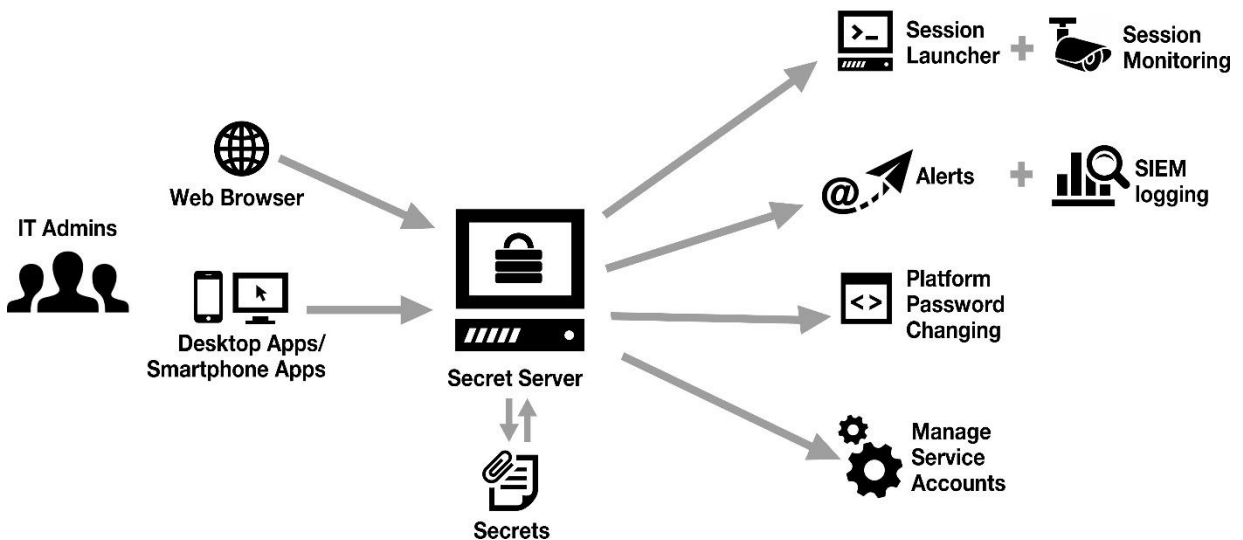 IT Admins
Web Browser
Desktop Apps/
Smartphone Apps
Secret Server
Secrets
>_
Session
Launcher
+
Session
Monitoring
@
Alerts
+
SIEM
logging
<>
Platform
Password
Changing
Manage
Service
Accounts